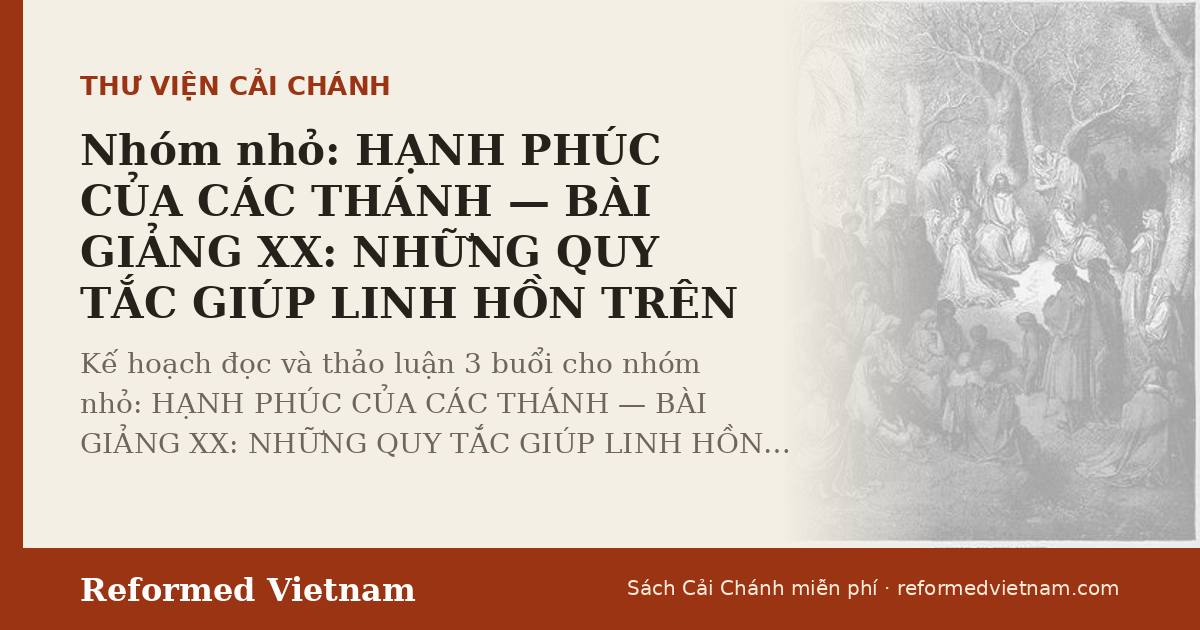 THƯ VIỆN CẢI CHÁNH
Nhóm nhỏ: HẠNH PHÚC
CỦA CÁC THÁNH — BÀI
GIẢNG XX: NHỮNG QUY
TẮC GIÚP LINH HỒN TRÊN
Kế hoạch đọc và thảo luận 3 buổi cho nhóm
nhỏ: HẠNH PHÚC CỦA CÁC THÁNH — BÀI
GIẢNG XX: NHỮNG QUY TẮC GIÚP LINH HỒN…
Reformed Vietnam
Sách Cải Chánh miễn phí · reformedvietnam.com